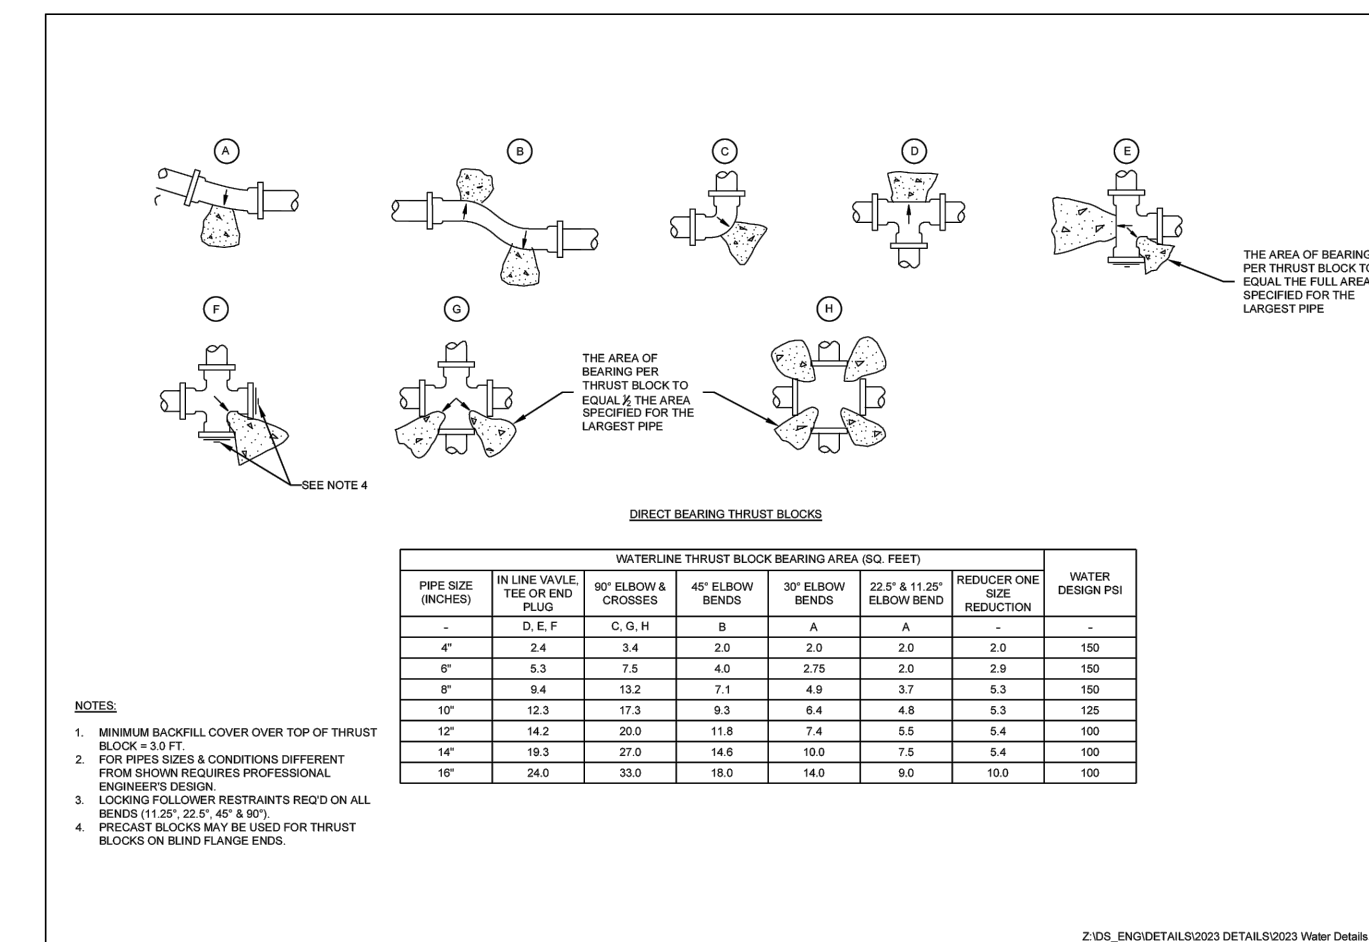 A
B
C
D
E
THE AREA OF BEARING
PER THRUST BLOCK TO
EQUAL THE FULL AREA
SPECIFIED FOR THE
LARGEST PIPE
F
G
H
THE AREA OF
BEARING PER
THRUST BLOCK TO
EQUAL ½ THE AREA
SPECIFIED FOR THE
LARGEST PIPE
SEE NOTE 4
DIRECT BEARING THRUST BLOCKS
WATERLINE THRUST BLOCK BEARING AREA (SQ. FEET)
WATER
DESIGN PSI
PIPE SIZE
(INCHES)
IN LINE VAVLE,
TEE OR END
PLUG
90° ELBOW &
CROSSES
45° ELBOW
BENDS
30° ELBOW
BENDS
22.5° & 11.25°
ELBOW BEND
REDUCER ONE
SIZE
REDUCTION
- D, E, F C, G, H B A A - -
4" 2.4 3.4 2.0 2.0 2.0 2.0 150
6" 5.3 7.5 4.0 2.75 2.0 2.9 150
8" 9.4 13.2 7.1 4.9 3.7 5.3 150
10" 12.3 17.3 9.3 6.4 4.8 5.3 125
12" 14.2 20.0 11.8 7.4 5.5 5.4 100
14" 19.3 27.0 14.6 10.0 7.5 5.4 100
16" 24.0 33.0 18.0 14.0 9.0 10.0 100
NOTES:
1. MINIMUM BACKFILL COVER OVER TOP OF THRUST
BLOCK = 3.0 FT.
2. FOR PIPES SIZES & CONDITIONS DIFFERENT
FROM SHOWN REQUIRES PROFESSIONAL
ENGINEER'S DESIGN.
3. LOCKING FOLLOWER RESTRAINTS REQ'D ON ALL
BENDS (11.25°, 22.5°, 45° & 90°).
4. PRECAST BLOCKS MAY BE USED FOR THRUST
BLOCKS ON BLIND FLANGE ENDS.
Z:\DS_ENG\DETAILS\2023 DETAILS\2023 Water Details